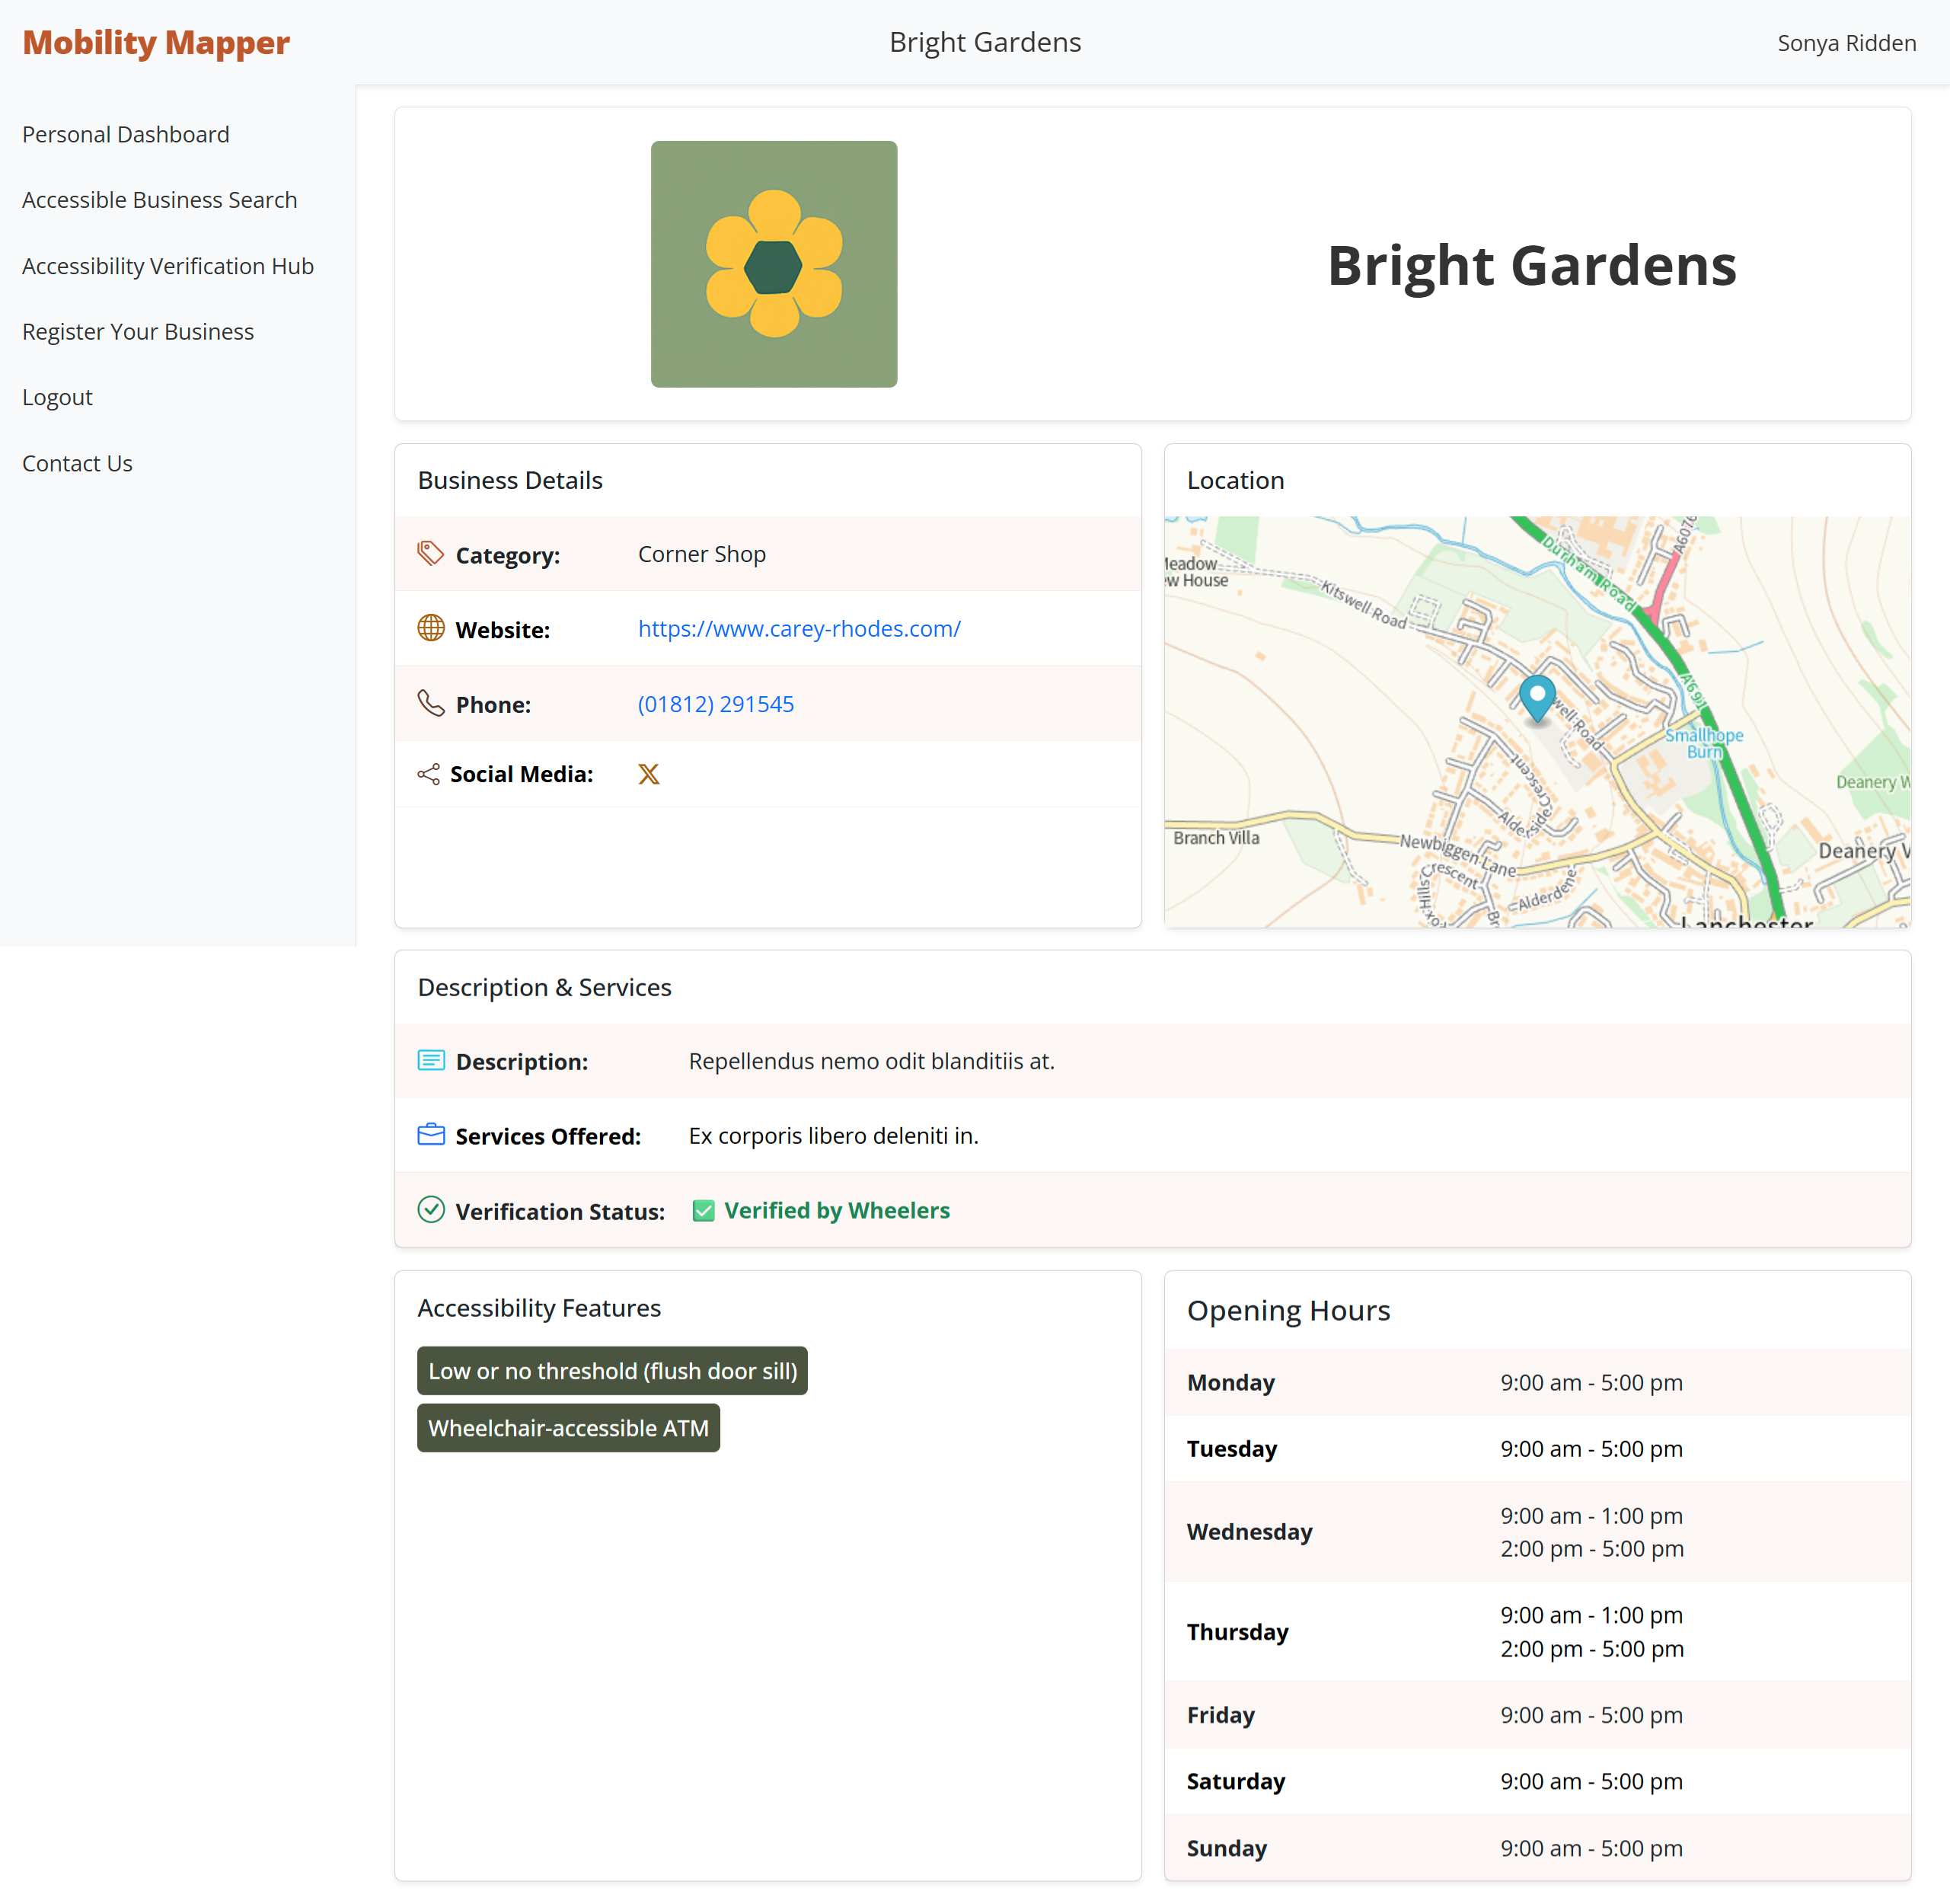 Mobility Mapper
Bright Gardens
Sonya Ridden
Personal Dashboard
Accessible Business Search
Accessibility Verification Hub
Register Your Business
Logout
Contact Us
Bright Gardens
Business Details
Category: Corner Shop
Website: https://www.carey-rhodes.com/
Phone: (01812) 291545
Social Media:
Location
Durham Road
A6076
Meadow
Kitswell Road
A691
Smallhope
Burn
Crescent
Alderside
Branch Villa
Newbiggen Lane
Deanery
Crescent
Alderdene
Lanchester
Description & Services
Description: Repellendus nemo odit blanditiis at.
Services Offered: Ex corporis libero deleniti in.
Verification Status: ✅ Verified by Wheelers
Accessibility Features
Low or no threshold (flush door sill)
Wheelchair-accessible ATM
Opening Hours
Monday 9:00 am - 5:00 pm
Tuesday 9:00 am - 5:00 pm
Wednesday 9:00 am - 1:00 pm
2:00 pm - 5:00 pm
Thursday 9:00 am - 1:00 pm
2:00 pm - 5:00 pm
Friday 9:00 am - 5:00 pm
Saturday 9:00 am - 5:00 pm
Sunday 9:00 am - 5:00 pm